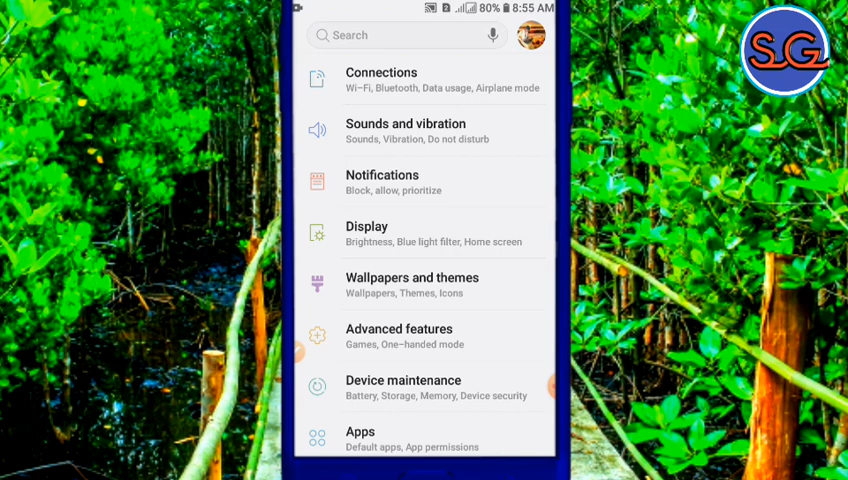 80% 8:55 AM
Search
SG
Connections
Wi-Fi, Bluetooth, Data usage, Airplane mode
Sounds and vibration
Sounds, Vibration, Do not disturb
Notifications
Block, allow, prioritize
Display
Brightness, Blue light filter, Home screen
Wallpapers and themes
Wallpapers, Themes, Icons
Advanced features
Games, One-handed mode
Device maintenance
Battery, Storage, Memory, Device security
Apps
Default apps, App permissions